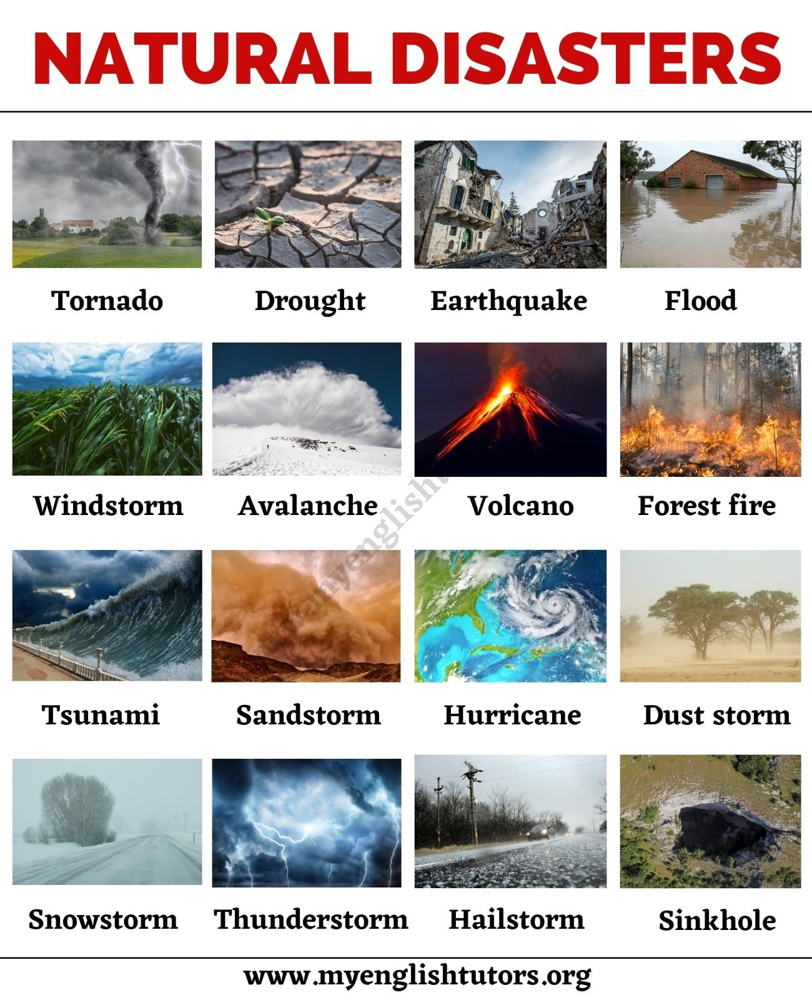 NATURAL DISASTERS
Tornado
Drought
Earthquake
Flood
Windstorm
Avalanche
Volcano
Forest fire
Tsunami
Sandstorm
Hurricane
Dust storm
Snowstorm
Thunderstorm
Hailstorm
Sinkhole
www.myenglishtutors.org